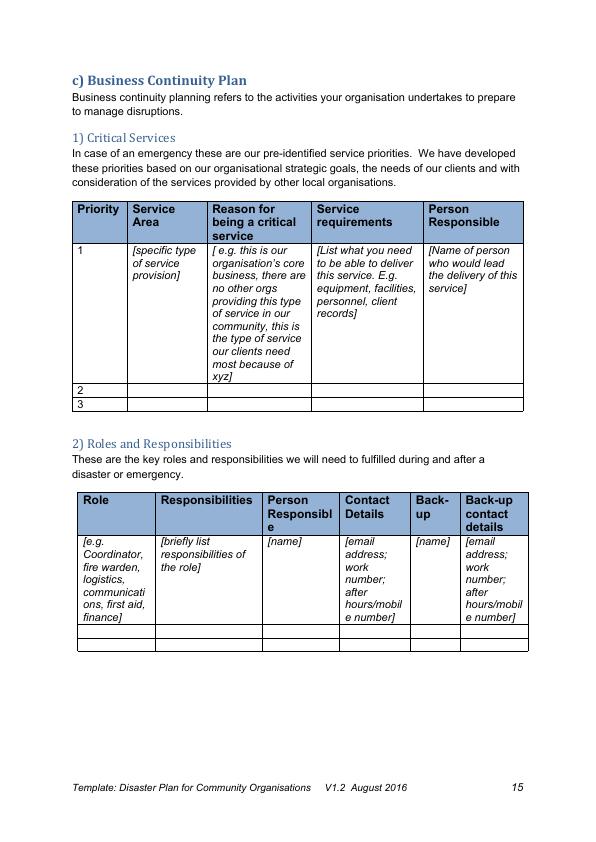 c) Business Continuity Plan
Business continuity planning refers to the activities your organisation undertakes to prepare
to manage disruptions.
1) Critical Services
In case of an emergency these are our pre-identified service priorities.  We have developed
these priorities based on our organisational strategic goals, the needs of our clients and with
consideration of the services provided by other local organisations.
Priority
Service
Area
Reason for
being a critical
service
Service
requirements
Person
Responsible
1
[specific type
of service
provision]
[ e.g. this is our
organisation's core
business, there are
no other orgs
providing this type
of service in our
community, this is
the type of service
our clients need
most because of
xyz]
[List what you need
to be able to deliver
this service. E.g.
equipment, facilities,
personnel, client
records]
[Name of person
who would lead
the delivery of this
service]
2
3
2) Roles and Responsibilities
These are the key roles and responsibilities we will need to fulfilled during and after a
disaster or emergency.
Role
Responsibilities
Person
Responsibl
e
Contact
Details
Back-
up
Back-up
contact
details
[e.g.
Coordinator,
fire warden,
logistics,
communicati
ons, first aid,
finance]
[briefly list
responsibilities of
the role]
[name]
[email
address;
work
number;
after
hours/mobil
e number]
[name]
[email
address;
work
number;
after
hours/mobil
e number]
Template: Disaster Plan for Community Organisations    V1.2  August 2016
15